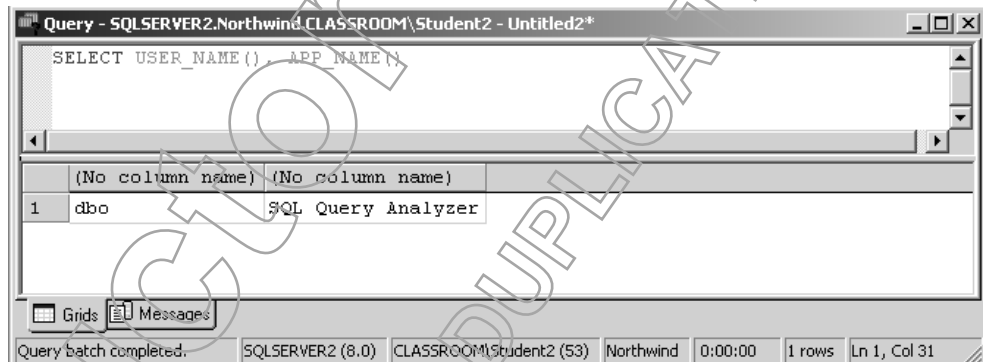 Query - SQLSERVER2.Northwind.CLASSROOM\Student2 - Untitled2*
SELECT USER_NAME(), APP_NAME()
(No column name) (No column name)
1 dbo SQL Query Analyzer
Grids Messages
Query batch completed. SQLSERVER2 (8.0) CLASSROOM\Student2 (53) Northwind 0:00:00 1 rows Ln 1, Col 31
DUPLICAT
DUPLICA